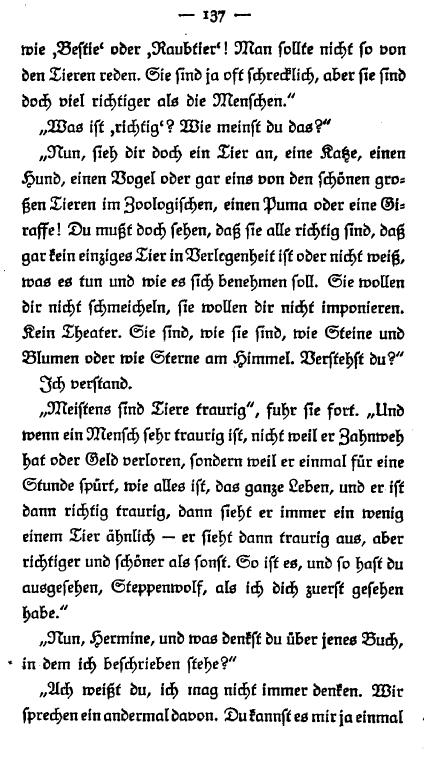 — 137 —
wie ‚Bestie‘ oder ‚Raubtier‘! Man sollte nicht so von
den Tieren reden. Sie sind ja oft schrecklich, aber sie sind
doch viel richtiger als die Menschen.“
„Was ist ‚richtig‘? Wie meinst du das?“
„Nun, sieh dir doch ein Tier an, eine Katze, einen
Hund, einen Vogel oder gar eins von den schönen gro-
ßen Tieren im Zoologischen, einen Puma oder eine Gi-
raffe! Du mußt doch sehen, daß sie alle richtig sind, daß
gar kein einziges Tier in Verlegenheit ist oder nicht weiß,
was es tun und wie es sich benehmen soll. Sie wollen
dir nicht schmeicheln, sie wollen dir nicht imponieren.
Kein Theater. Sie sind, wie sie sind, wie Steine und
Blumen oder wie Sterne am Himmel. Verstehst du?“
Ich verstand.
„Meistens sind Tiere traurig“, fuhr sie fort. „Und
wenn ein Mensch sehr traurig ist, nicht weil er Zahnweh
hat oder Geld verloren, sondern weil er einmal für eine
Stunde spürt, wie alles ist, das ganze Leben, und er ist
dann richtig traurig, dann sieht er immer ein wenig
einem Tier ähnlich — er sieht dann traurig aus, aber
richtiger und schöner als sonst. So ist es, und so hast du
ausgesehen, Steppenwolf, als ich dich zuerst gesehen
habe.“
„Nun, Hermine, und was denkst du über jenes Buch,
in dem ich beschrieben stehe?“
„Ach weißt du, ich mag nicht immer denken. Wir
sprechen ein andermal davon. Du kannst es mir ja einmal